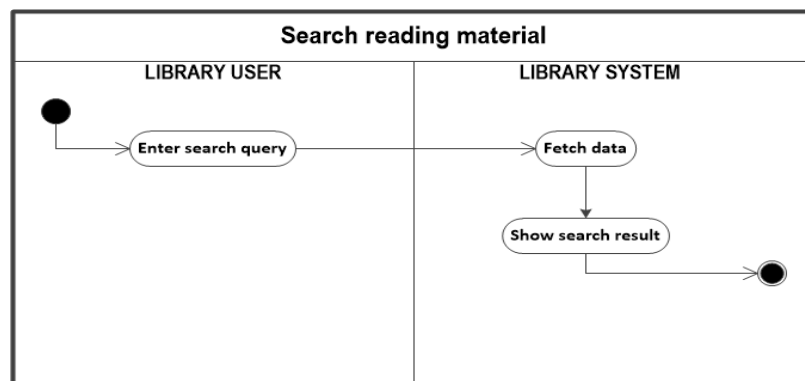 Search reading material
LIBRARY USER
LIBRARY SYSTEM
Enter search query
Fetch data
Show search result